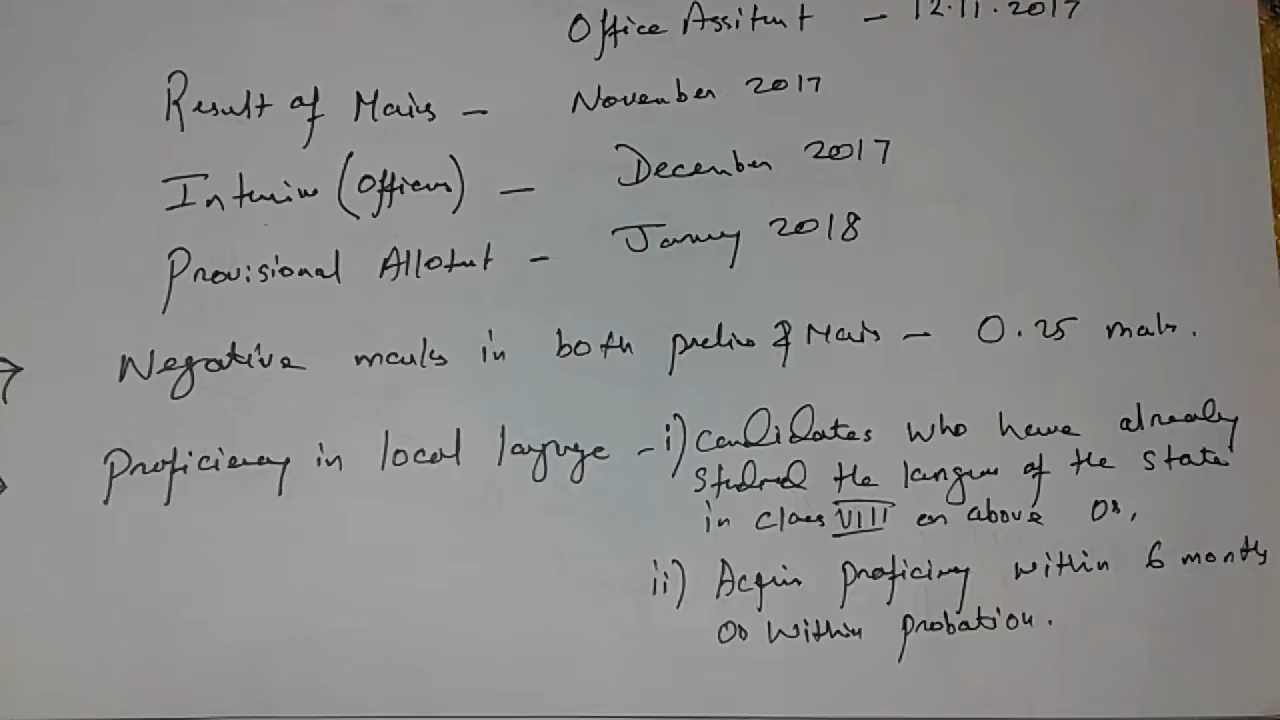 Office Assitent - 12.11.2017
Result of Mains - November 2017
Interview (Officers) - December 2017
Provisional Allotmt - January 2018
→ Negative marks in both prelims & Mains - 0.25 marks.
Proficiency in local language - i) Candidates who have already
studied the language of the state
in class VIII or above or,
ii) Acquire proficiency within 6 months
or within probation.